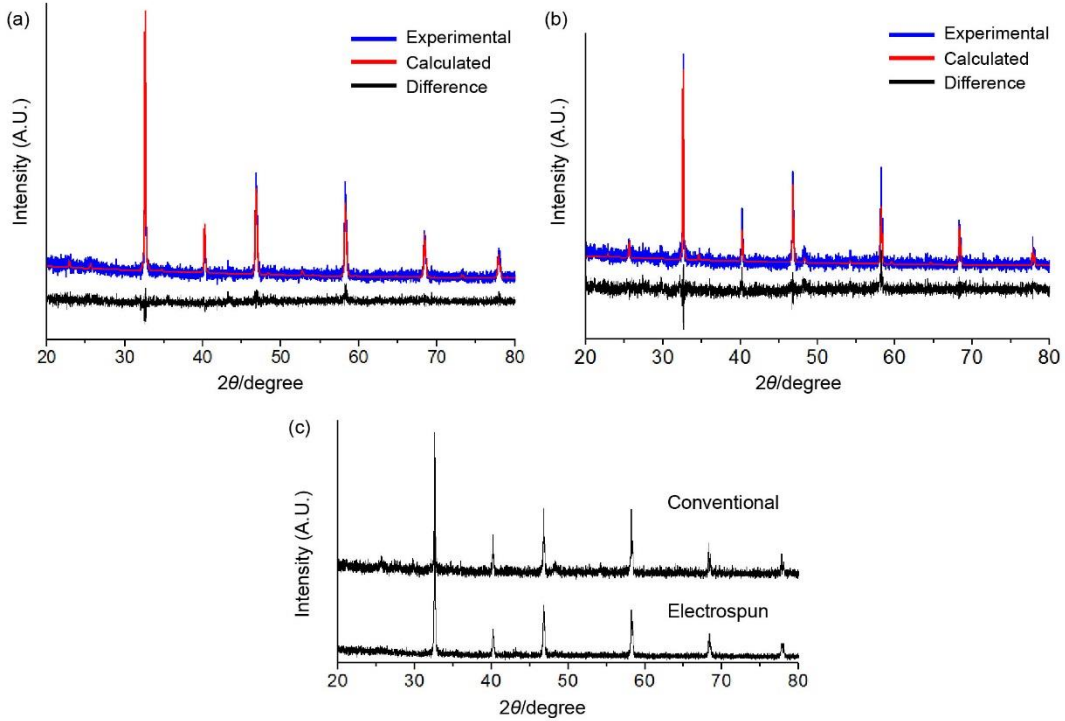 (a)
Experimental
Calculated
Difference
Intensity (A.U.)
20 30 40 50 60 70 80
2θ/degree
(b)
Experimental
Calculated
Difference
Intensity (A.U.)
20 30 40 50 60 70 80
2θ/degree
(c)
Conventional
Electrospun
Intensity (A.U.)
20 30 40 50 60 70 80
2θ/degree